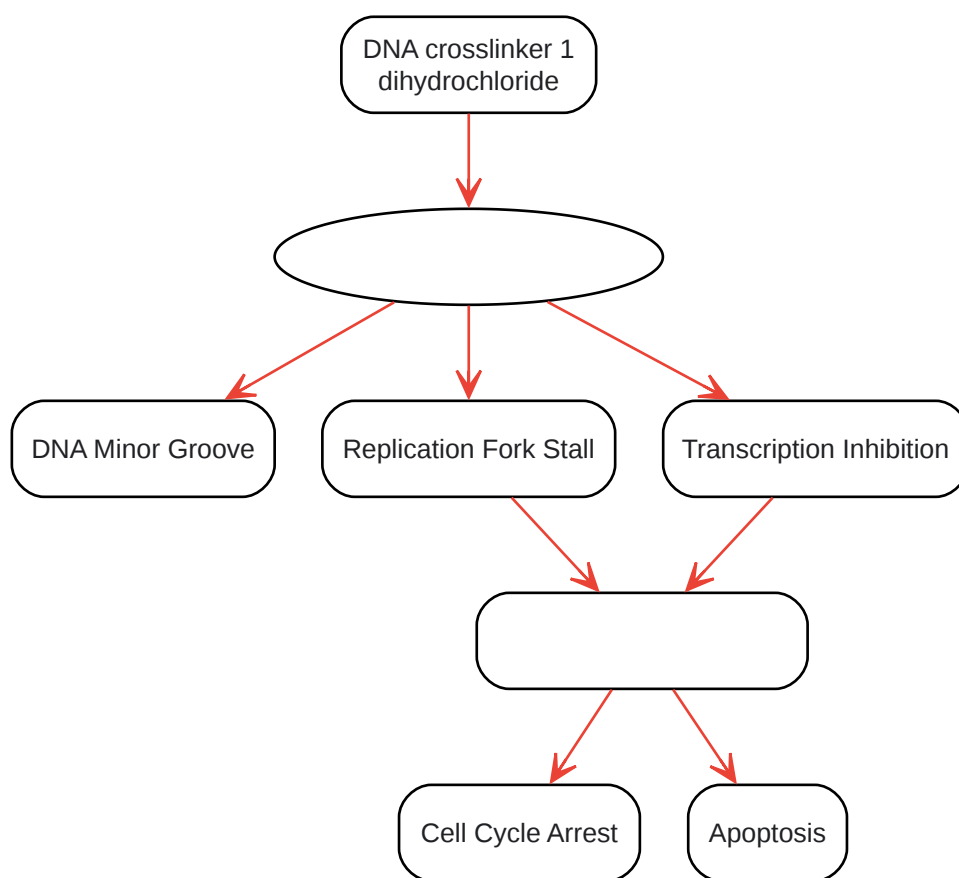 DNA crosslinker 1
dihydrochloride
DNA Minor Groove
Replication Fork Stall
Transcription Inhibition
Cell Cycle Arrest
Apoptosis